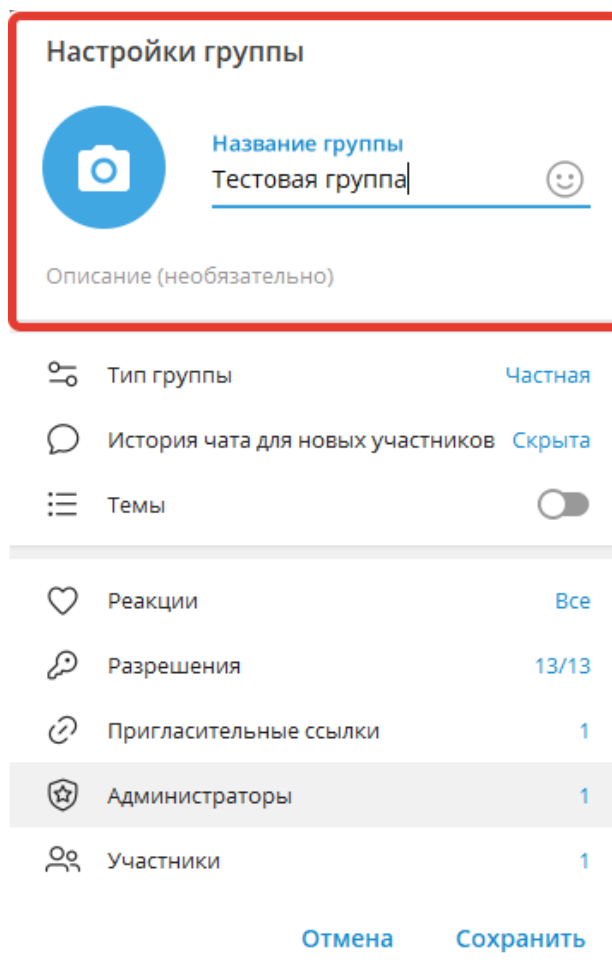 Настройки группы
Название группы
Тестовая группа
Описание (необязательно)
Тип группы Частная
История чата для новых участников Скрыта
Темы
Реакции Все
Разрешения 13/13
Пригласительные ссылки 1
Администраторы 1
Участники 1
Отмена Сохранить